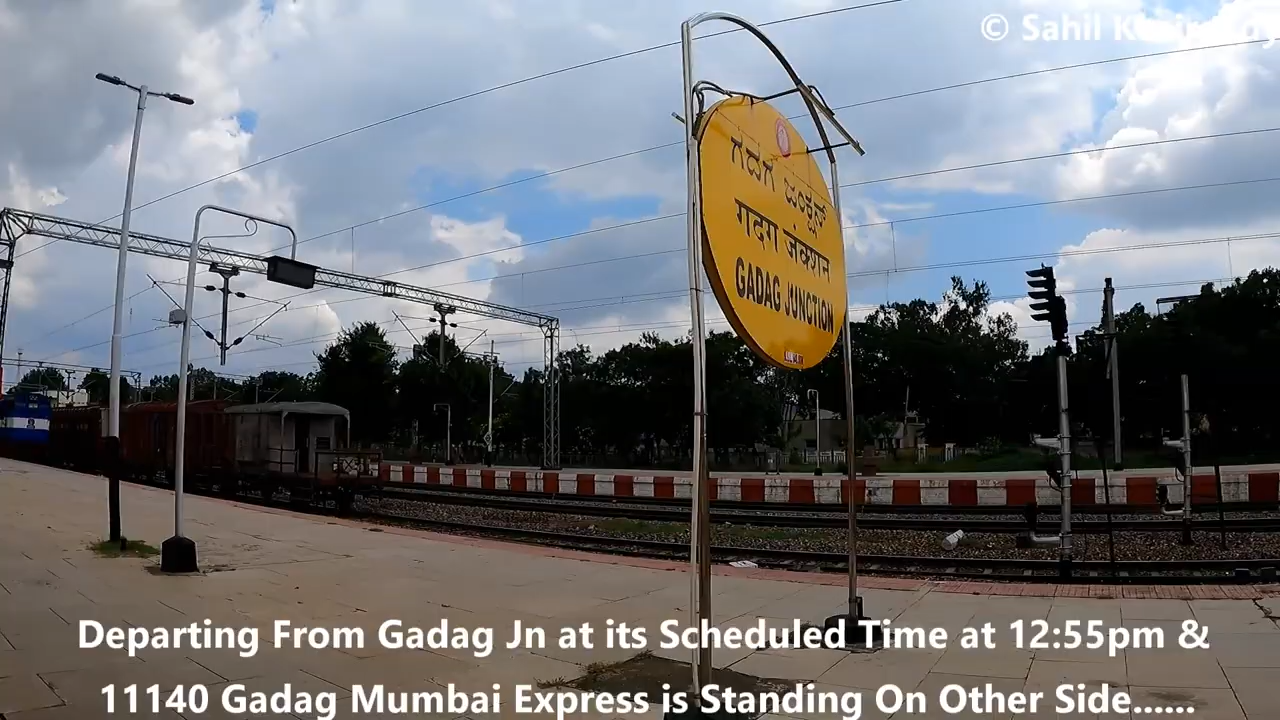 © Sahil K
ಗದಗ ಜಂಕ್ಷನ್
गदग जंक्शन
GADAG JUNCTION
Departing From Gadag Jn at its Scheduled Time at 12:55pm &
11140 Gadag Mumbai Express is Standing On Other Side......